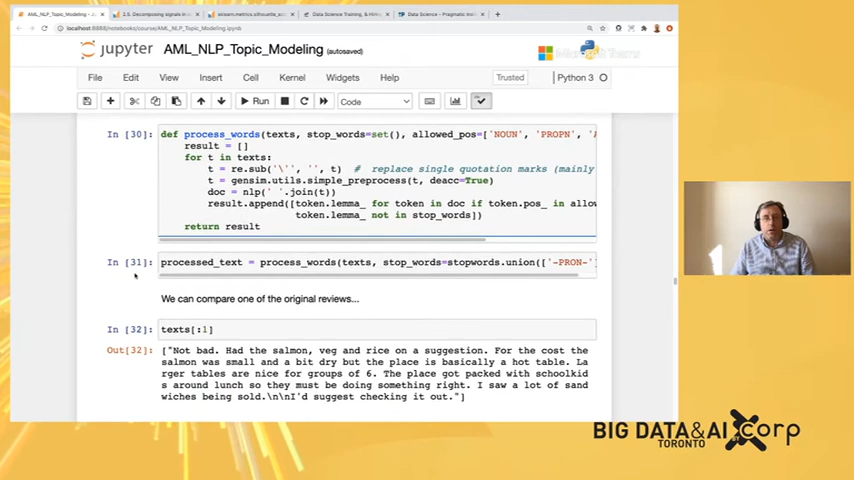 AML_NLP_Topic_Modeling - J
2.5. Decomposing signals in
sklearn.metrics.silhouette_s
Data Science Training, & Hiri
Data Science - Pragmatic Inst
localhost:8888/notebooks/course/AML_NLP_Topic_Modeling.ipynb
jupyter AML_NLP_Topic_Modeling (autosaved)
Microsoft Teams
File Edit View Insert Cell Kernel Widgets Help Trusted Python 3
Run Code
In [30]: def process_words(texts, stop_words=set(), allowed_pos=['NOUN', 'PROPN',
result = []
for t in texts:
t = re.sub('\'', '', t) # replace single quotation marks (mainly
t = gensim.utils.simple_preprocess(t, deacc=True)
doc = nlp(' '.join(t))
result.append([token.lemma_ for token in doc if token.pos_ in allow
token.lemma_ not in stop_words])
return result
In [31]: processed_text = process_words(texts, stop_words=stopwords.union(['-PRON-'
We can compare one of the original reviews...
In [32]: texts[:1]
Out[32]: ["Not bad. Had the salmon, veg and rice on a suggestion. For the cost the
salmon was small and a bit dry but the place is basically a hot table. La
rger tables are nice for groups of 6. The place got packed with schoolkid
s around lunch so they must be doing something right. I saw a lot of sand
wiches being sold.\n\nI'd suggest checking it out."]
BIG DATA&AI
TORONTO
BY
corp